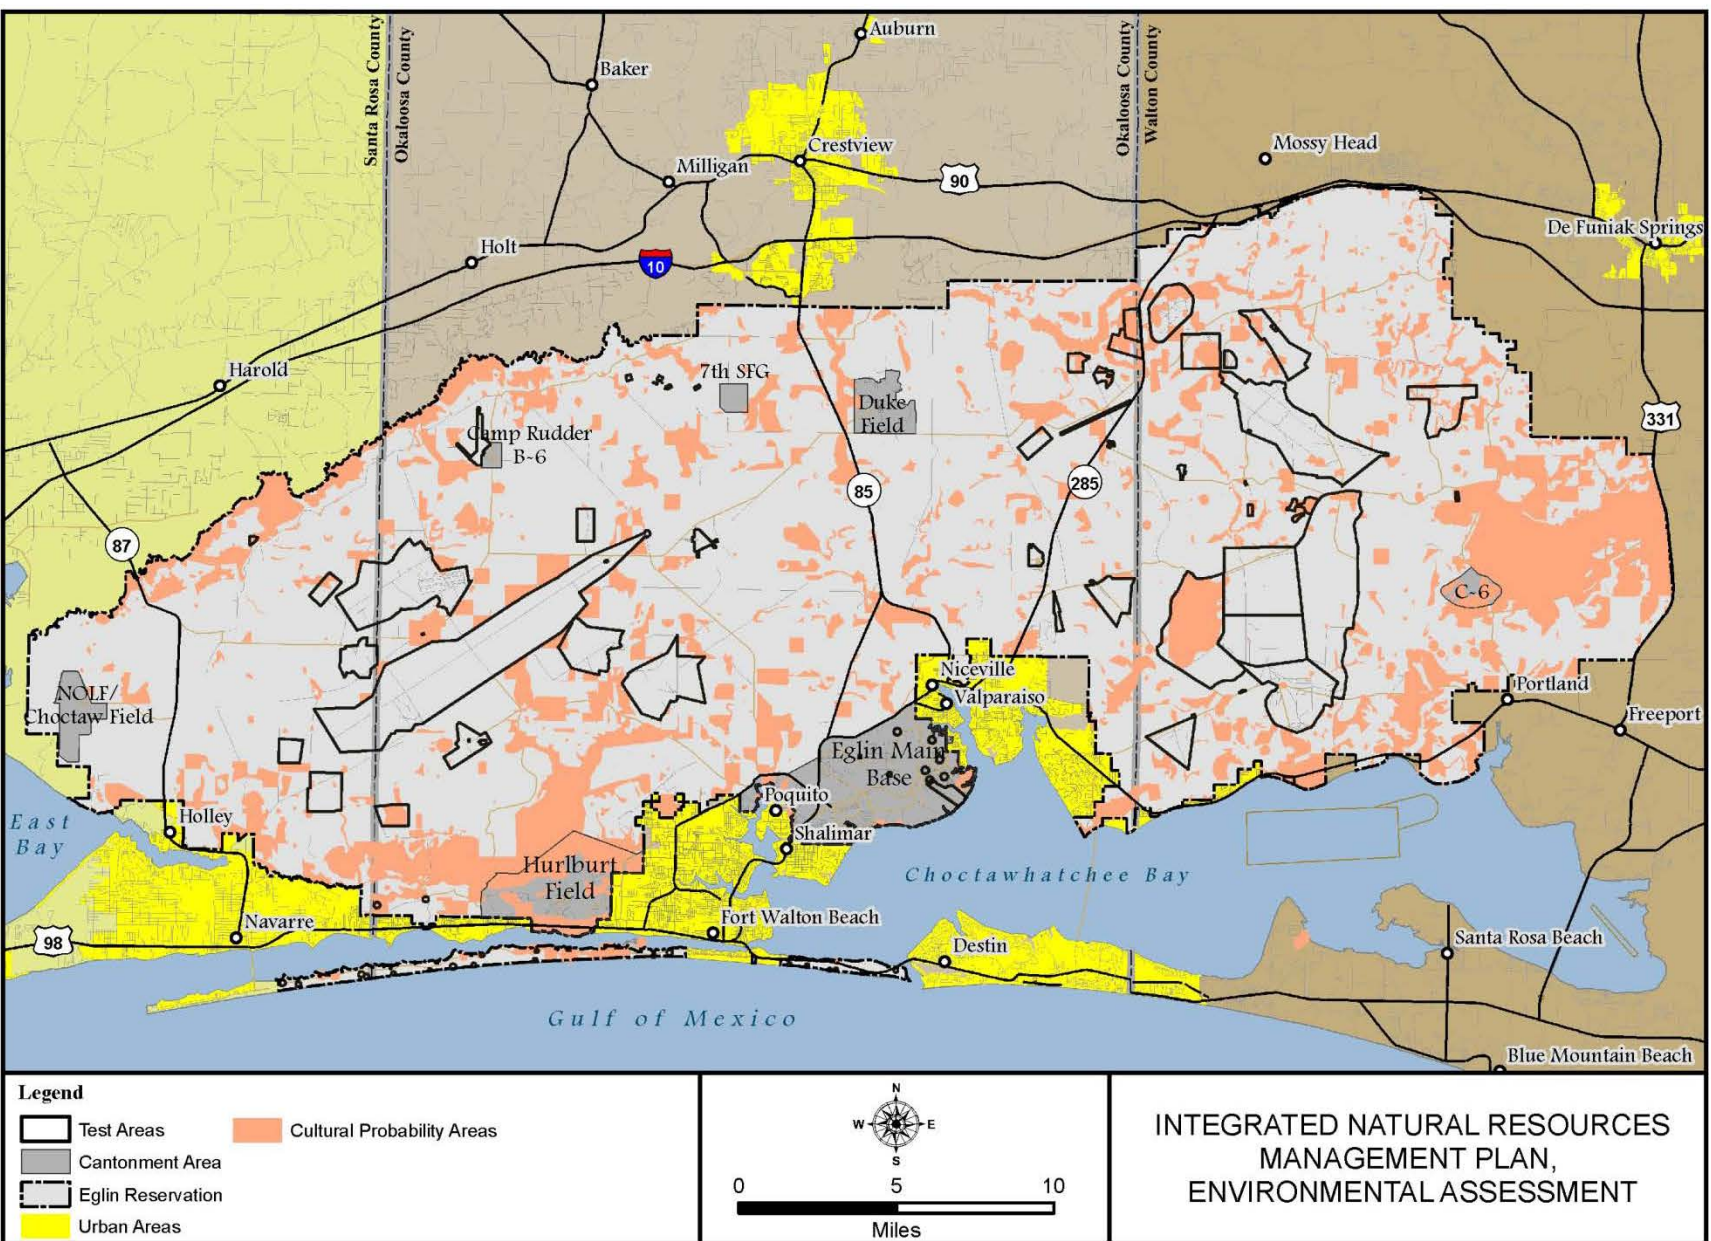 Santa Rosa County
Okaloosa County
Okaloosa County
Walton County
Auburn
Baker
Crestview
Milligan
Mossy Head
90
De Funiak Springs
Holt
10
Harold
7th SFG
Duke
Field
331
Camp Rudder
B-6
85
285
87
C-6
NOLF/
Choctaw Field
Niceville
Valparaiso
Portland
Freeport
Eglin Main
Base
Poquito
Holley
Shalimar
East
Bay
Hurlburt
Field
Choctawhatchee Bay
Navarre
Fort Walton Beach
98
Destin
Santa Rosa Beach
Gulf of Mexico
Blue Mountain Beach
Legend
Test Areas
Cultural Probability Areas
Cantonment Area
Eglin Reservation
Urban Areas
N
W E
S
0 5 10
Miles
INTEGRATED NATURAL RESOURCES
MANAGEMENT PLAN,
ENVIRONMENTAL ASSESSMENT